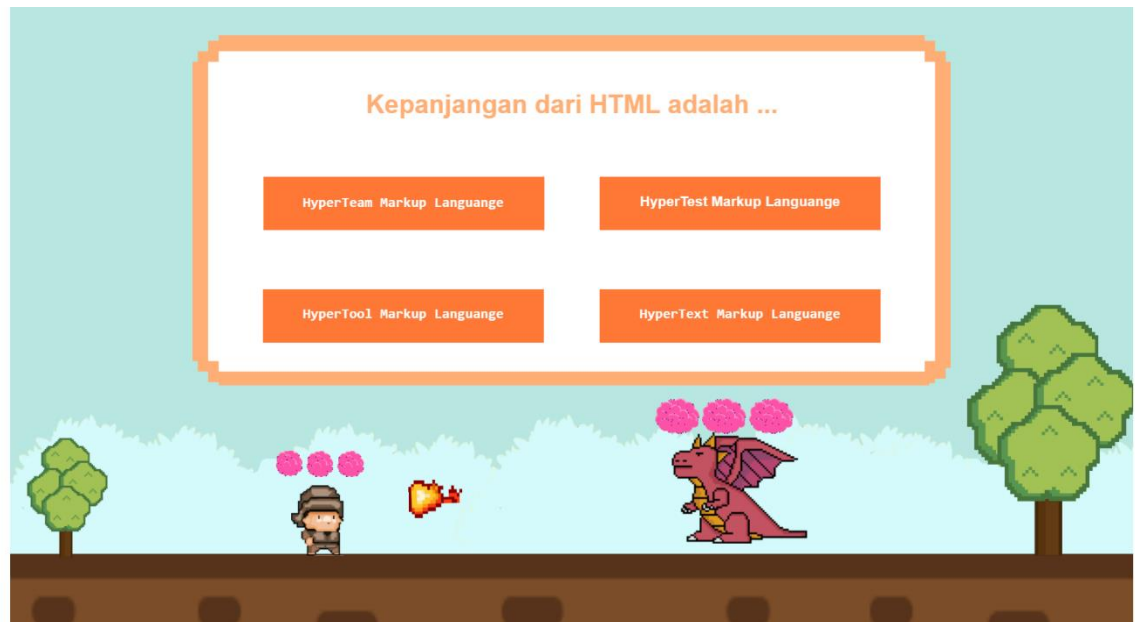 Kepanjangan dari HTML adalah ...
HyperTeam Markup Languange
HyperTest Markup Languange
HyperTool Markup Languange
HyperText Markup Languange